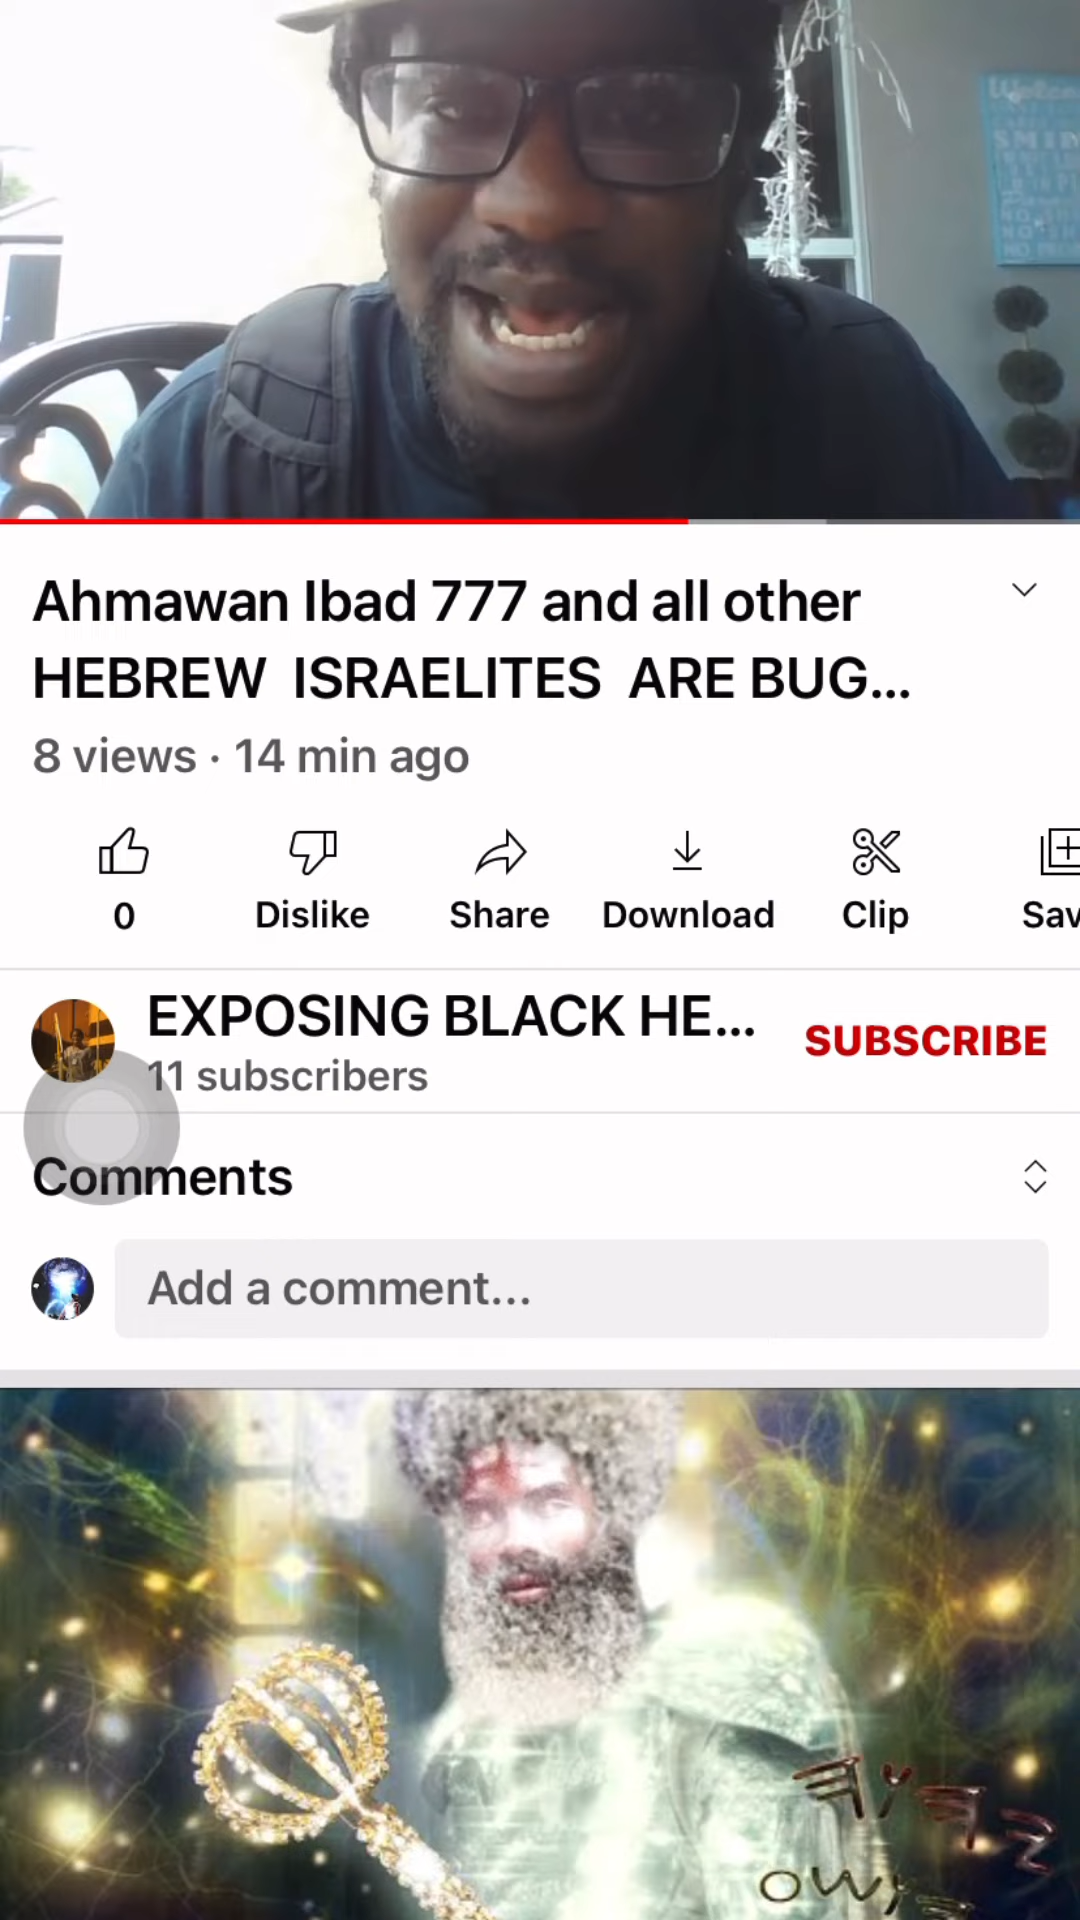 Ahmawan Ibad 777 and all other
HEBREW ISRAELITES ARE BUG...
8 views · 14 min ago
0
Dislike
Share
Download
Clip
Sav
EXPOSING BLACK HE...
SUBSCRIBE
11 subscribers
Comments
Add a comment...